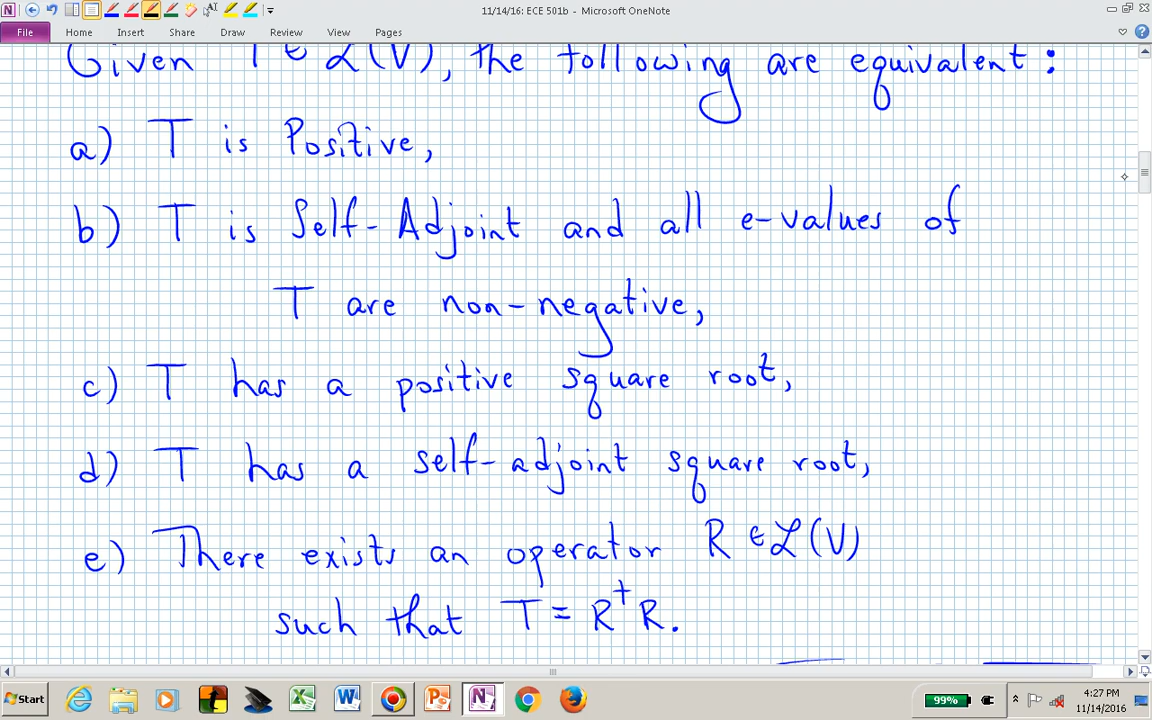 11/14/16: ECE 501b - Microsoft OneNote
File Home Insert Share Draw Review View Pages
Given T ∈ ℒ(V), the following are equivalent:
a) T is Positive,
b) T is Self-Adjoint and all e-values of
T are non-negative,
c) T has a positive square root,
d) T has a self-adjoint square root,
e) There exists an operator R ∈ ℒ(V)
such that T = R†R.
Start 99% 4:27 PM
11/14/2016